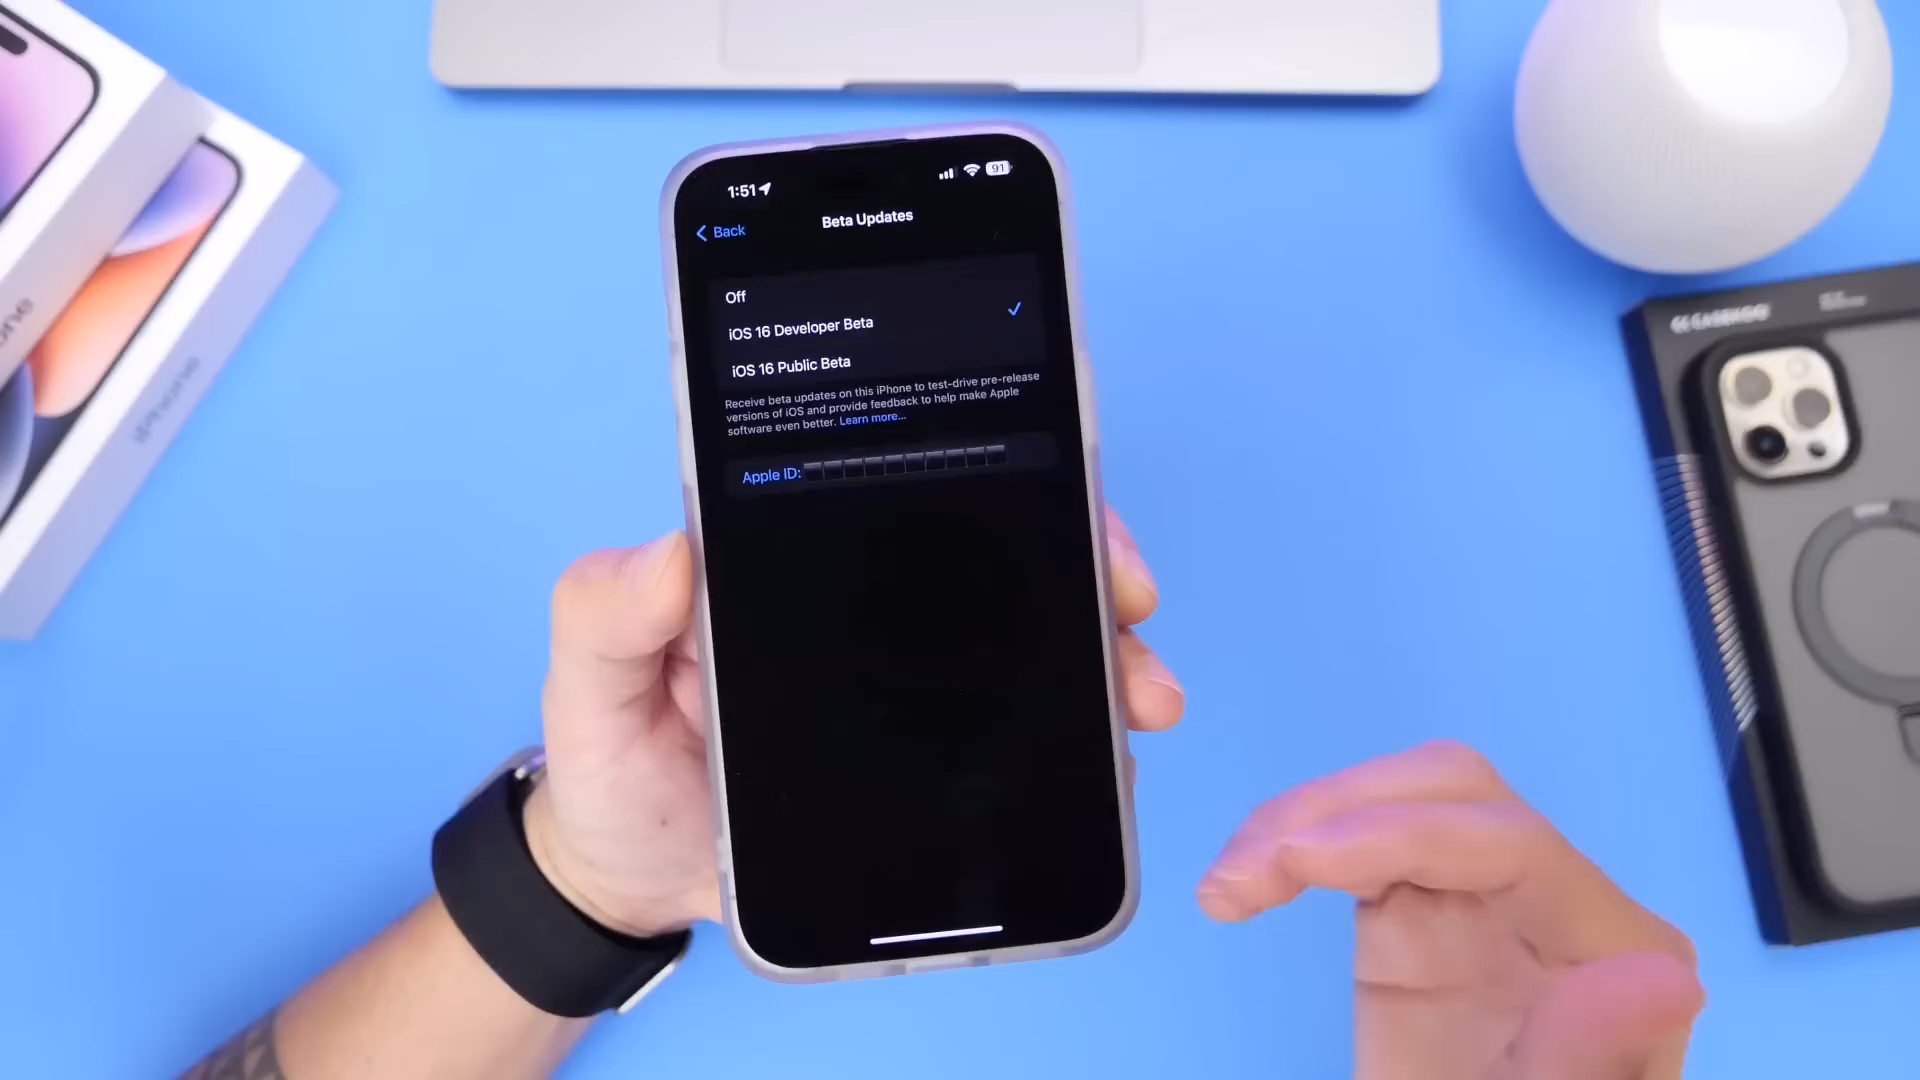 1:51
91
Back
Beta Updates
Off
iOS 16 Developer Beta
iOS 16 Public Beta
Receive beta updates on this iPhone to test-drive pre-release
versions of iOS and provide feedback to help make Apple
software even better. Learn more...
Apple ID:
iPhone